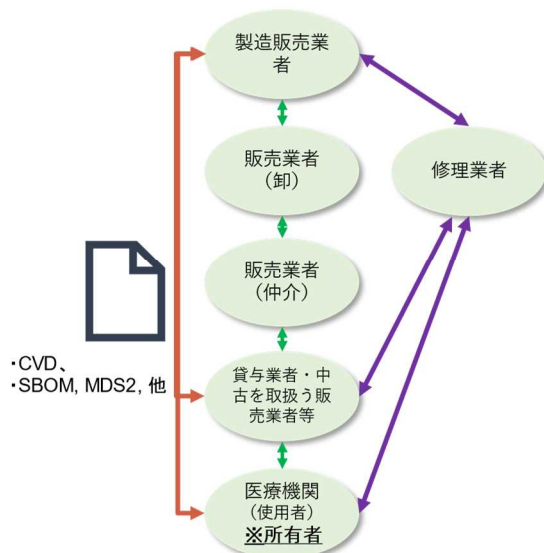 製造販売業
者
販売業者
（卸）
修理業者
販売業者
（仲介）
・CVD、
・SBOM, MDS2, 他
貸与業者・中
古を取扱う販
売業者等
医療機関
（使用者）
※所有者